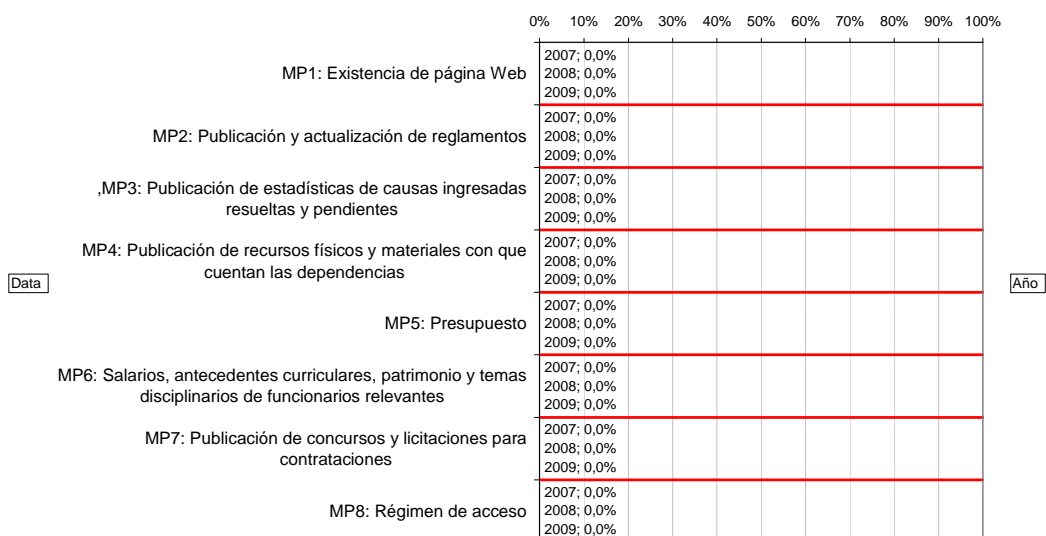 0% 10% 20% 30% 40% 50% 60% 70% 80% 90% 100%
MP1: Existencia de página Web
2007; 0,0%
2008; 0,0%
2009; 0,0%
MP2: Publicación y actualización de reglamentos
2007; 0,0%
2008; 0,0%
2009; 0,0%
,MP3: Publicación de estadísticas de causas ingresadas
resueltas y pendientes
2007; 0,0%
2008; 0,0%
2009; 0,0%
MP4: Publicación de recursos físicos y materiales con que
cuentan las dependencias
2007; 0,0%
2008; 0,0%
2009; 0,0%
Data
Año
MP5: Presupuesto
2007; 0,0%
2008; 0,0%
2009; 0,0%
MP6: Salarios, antecedentes curriculares, patrimonio y temas
disciplinarios de funcionarios relevantes
2007; 0,0%
2008; 0,0%
2009; 0,0%
MP7: Publicación de concursos y licitaciones para
contrataciones
2007; 0,0%
2008; 0,0%
2009; 0,0%
MP8: Régimen de acceso
2007; 0,0%
2008; 0,0%
2009; 0,0%